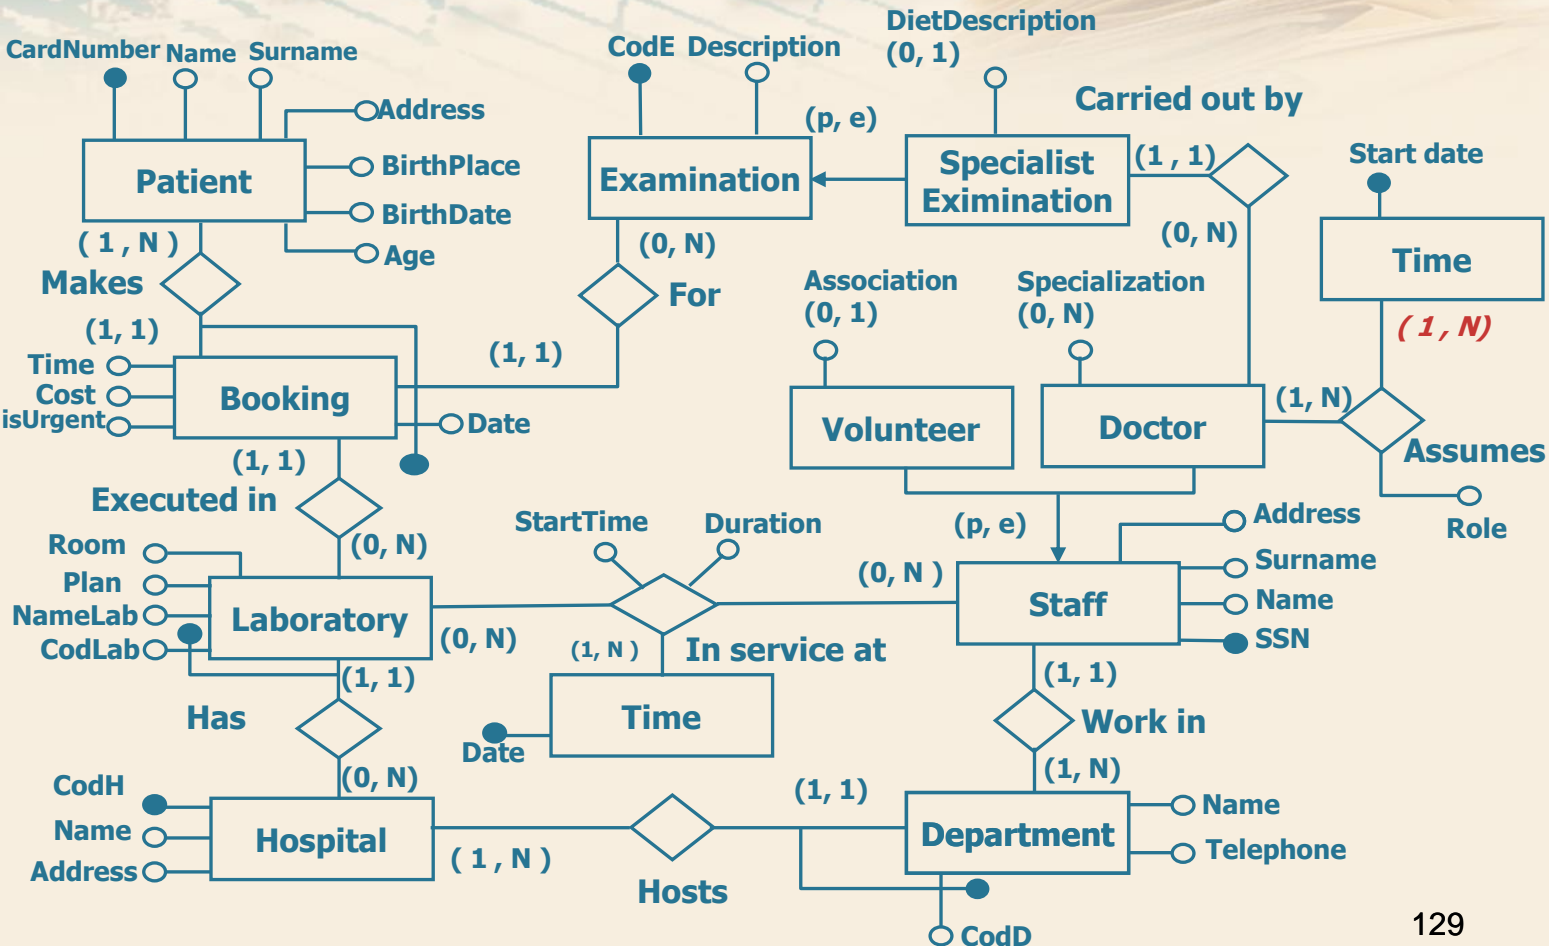 DietDescription
(0, 1)
CardNumber Name Surname
CodE Description
Address
(p, e)
Carried out by
Patient
BirthPlace
BirthDate
Age
Examination
Specialist
Eximination
(1 , 1)
Start date
( 1 , N )
Makes
(0, N)
For
(0, N)
Time
Association
(0, 1)
Specialization
(0, N)
( 1 , N)
(1, 1)
(1, 1)
Time
Cost
isUrgent
Booking
Date
Volunteer
Doctor
(1, N)
Assumes
Role
(1, 1)
Executed in
(0, N)
StartTime
Duration
(p, e)
Address
Surname
Name
SSN
Room
Plan
NameLab
CodLab
Laboratory
(0, N)
(0, N )
Staff
(1, N )
In service at
(1, 1)
Has
Time
Date
(1, 1)
Work in
(0, N)
(1, N)
CodH
Name
Address
Hospital
( 1 , N )
Hosts
(1, 1)
Department
Name
Telephone
CodD
129